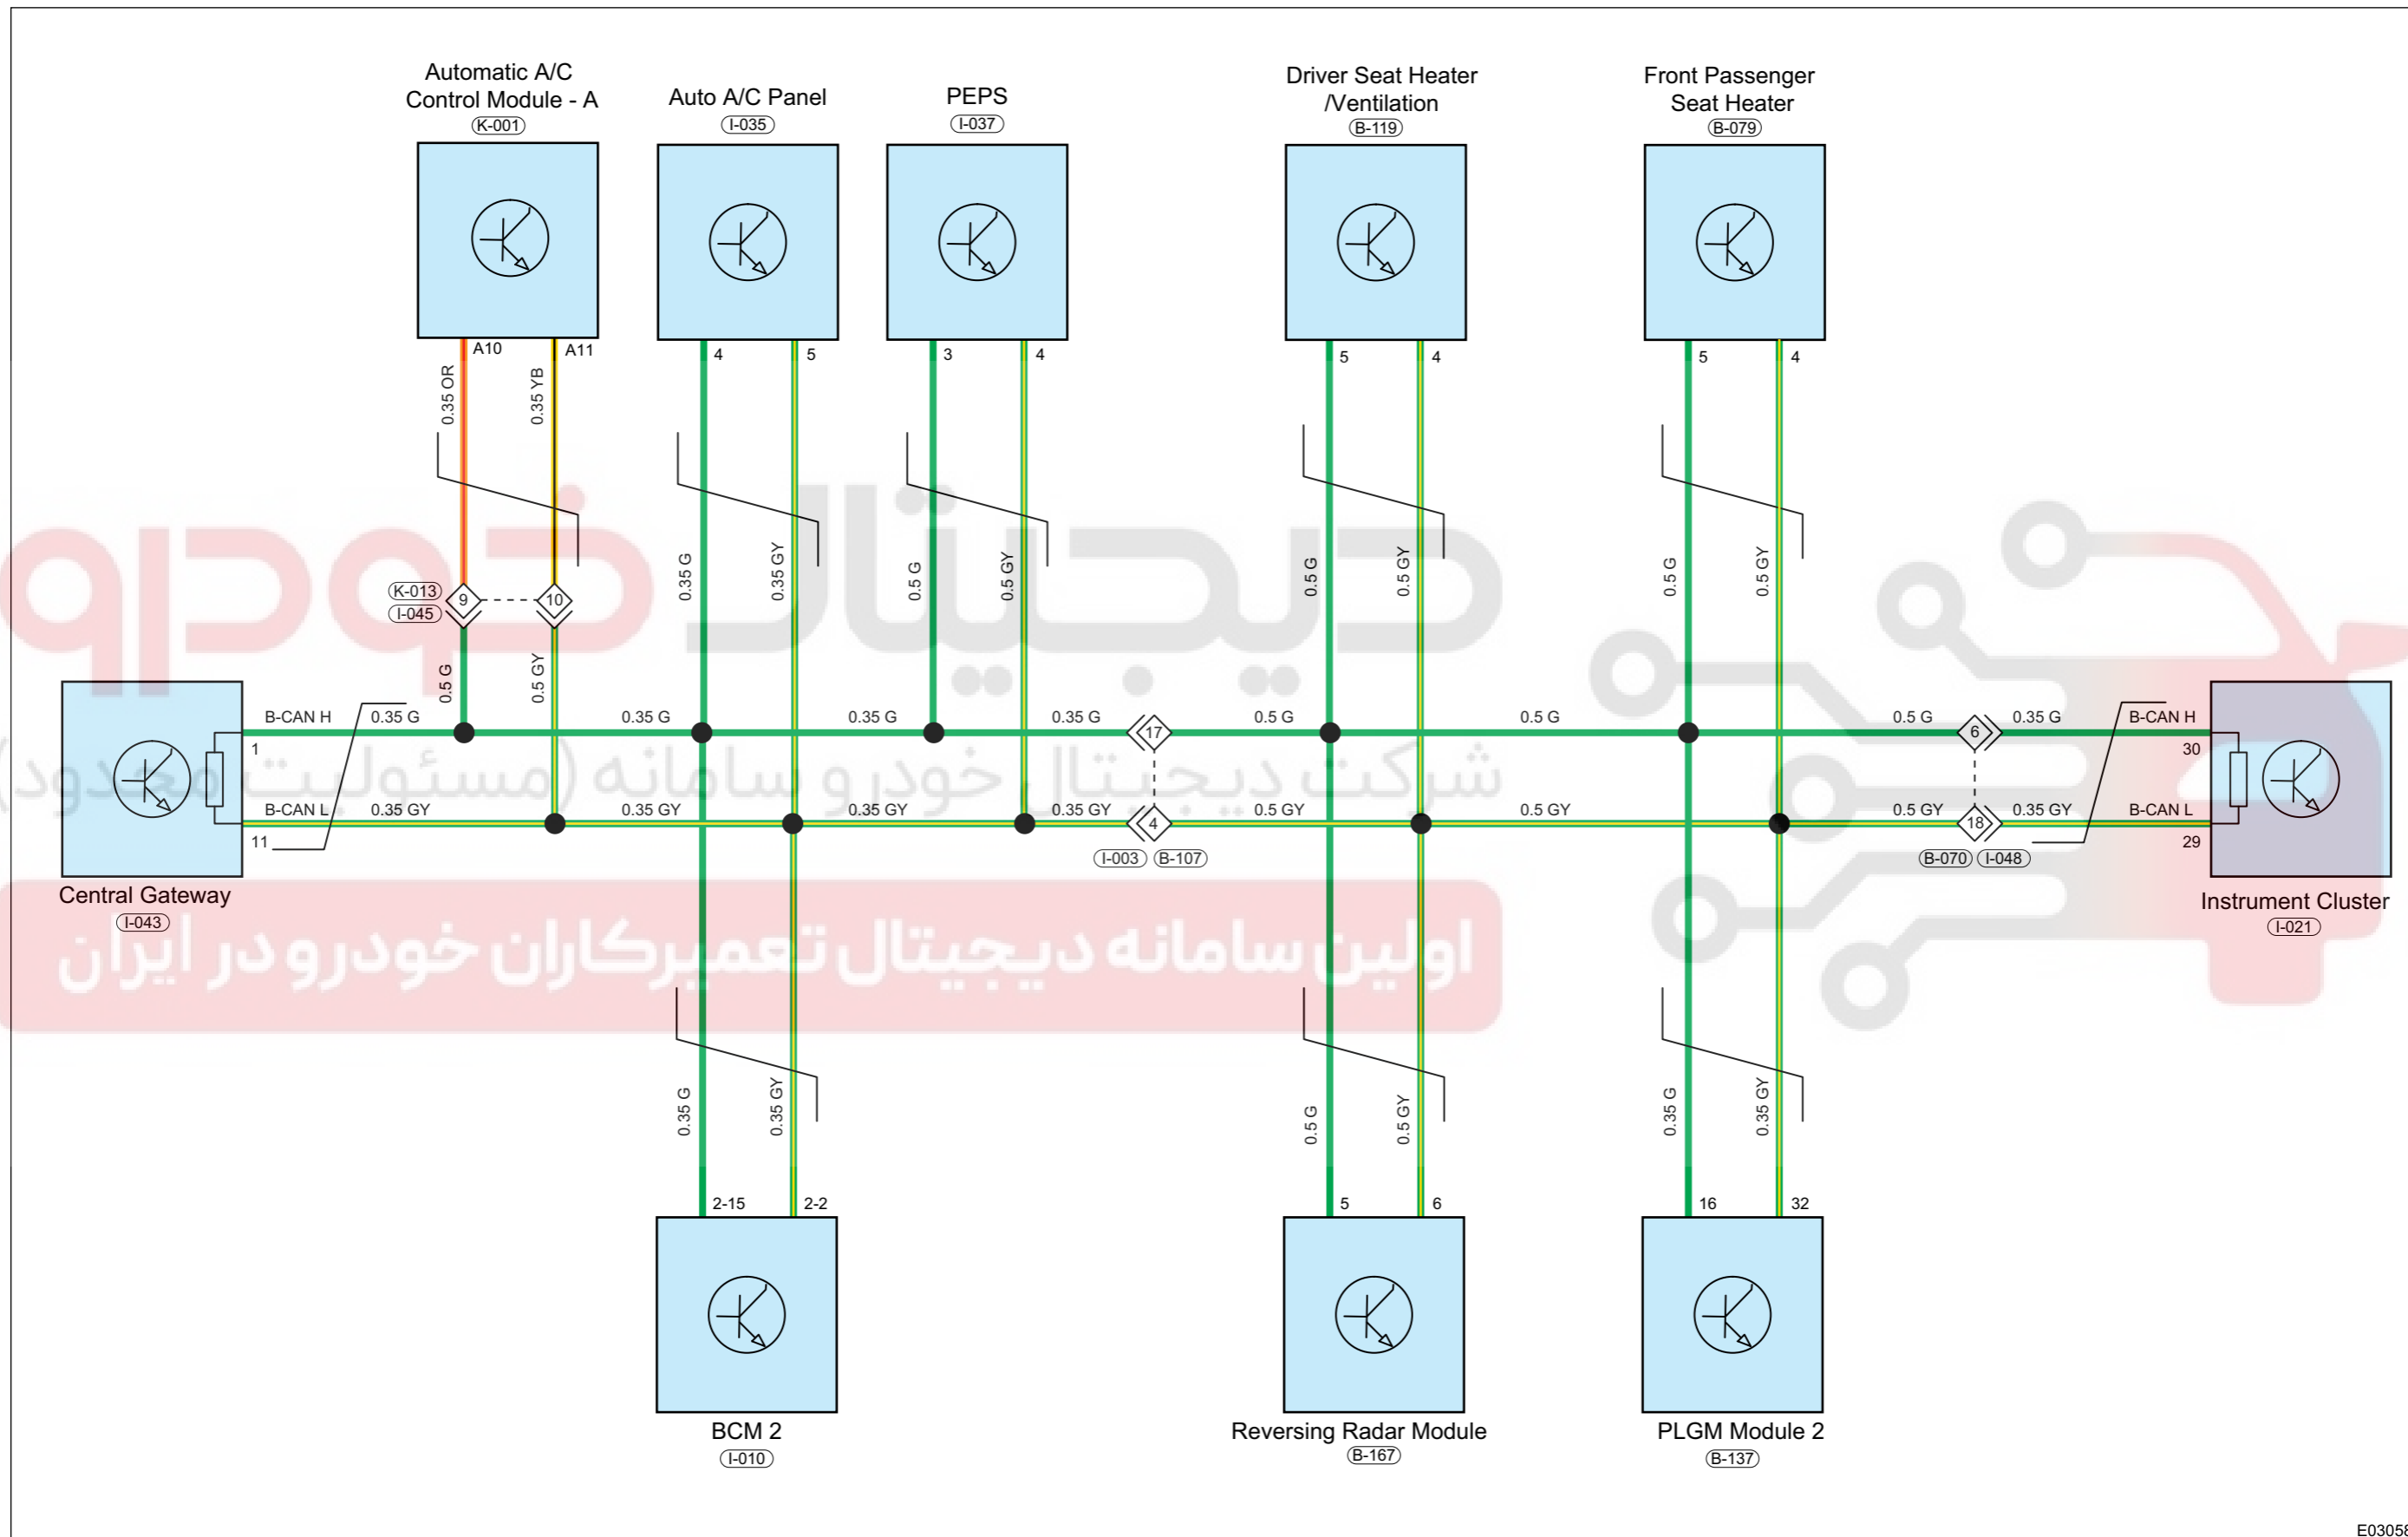 Automatic A/C
Control Module - A
K-001
Auto A/C Panel
I-035
PEPS
I-037
Driver Seat Heater
/Ventilation
B-119
Front Passenger
Seat Heater
B-079
A10
A11
4
5
3
4
5
4
5
4
0.35 OR
0.35 YB
0.35 G
0.35 GY
0.5 G
0.5 GY
0.5 G
0.5 GY
0.5 G
0.5 GY
دیجیتال خودرو
K-013
I-045
9
10
0.5 G
0.5 GY
B-CAN H
0.35 G
0.35 G
0.35 G
0.35 G
17
0.5 G
0.5 G
0.5 G
6
0.35 G
B-CAN H
1
30
شرکت دیجیتال خودرو سامانه (مسئولیت محدود)
B-CAN L
0.35 GY
0.35 GY
0.35 GY
0.35 GY
4
0.5 GY
0.5 GY
0.5 GY
18
0.35 GY
B-CAN L
11
29
I-003
B-107
B-070
I-048
Central Gateway
I-043
Instrument Cluster
I-021
اولین سامانه دیجیتال تعمیرکاران خودرو در ایران
0.35 G
0.35 GY
0.5 G
0.5 GY
0.35 G
0.35 GY
2-15
2-2
5
6
16
32
BCM 2
I-010
Reversing Radar Module
B-167
PLGM Module 2
B-137
E03058